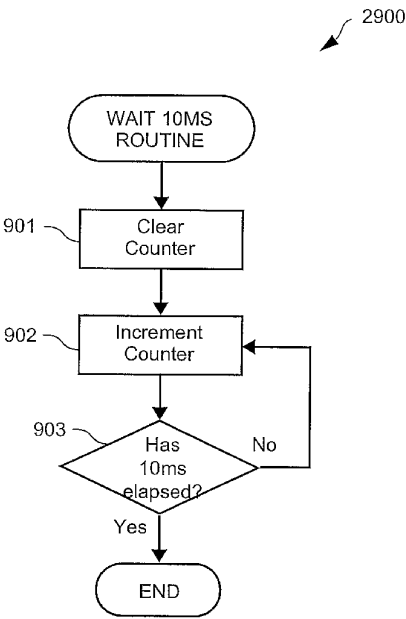 2900
WAIT 10MS
ROUTINE
901
Clear
Counter
902
Increment
Counter
903
Has
10ms
elapsed?
No
Yes
END